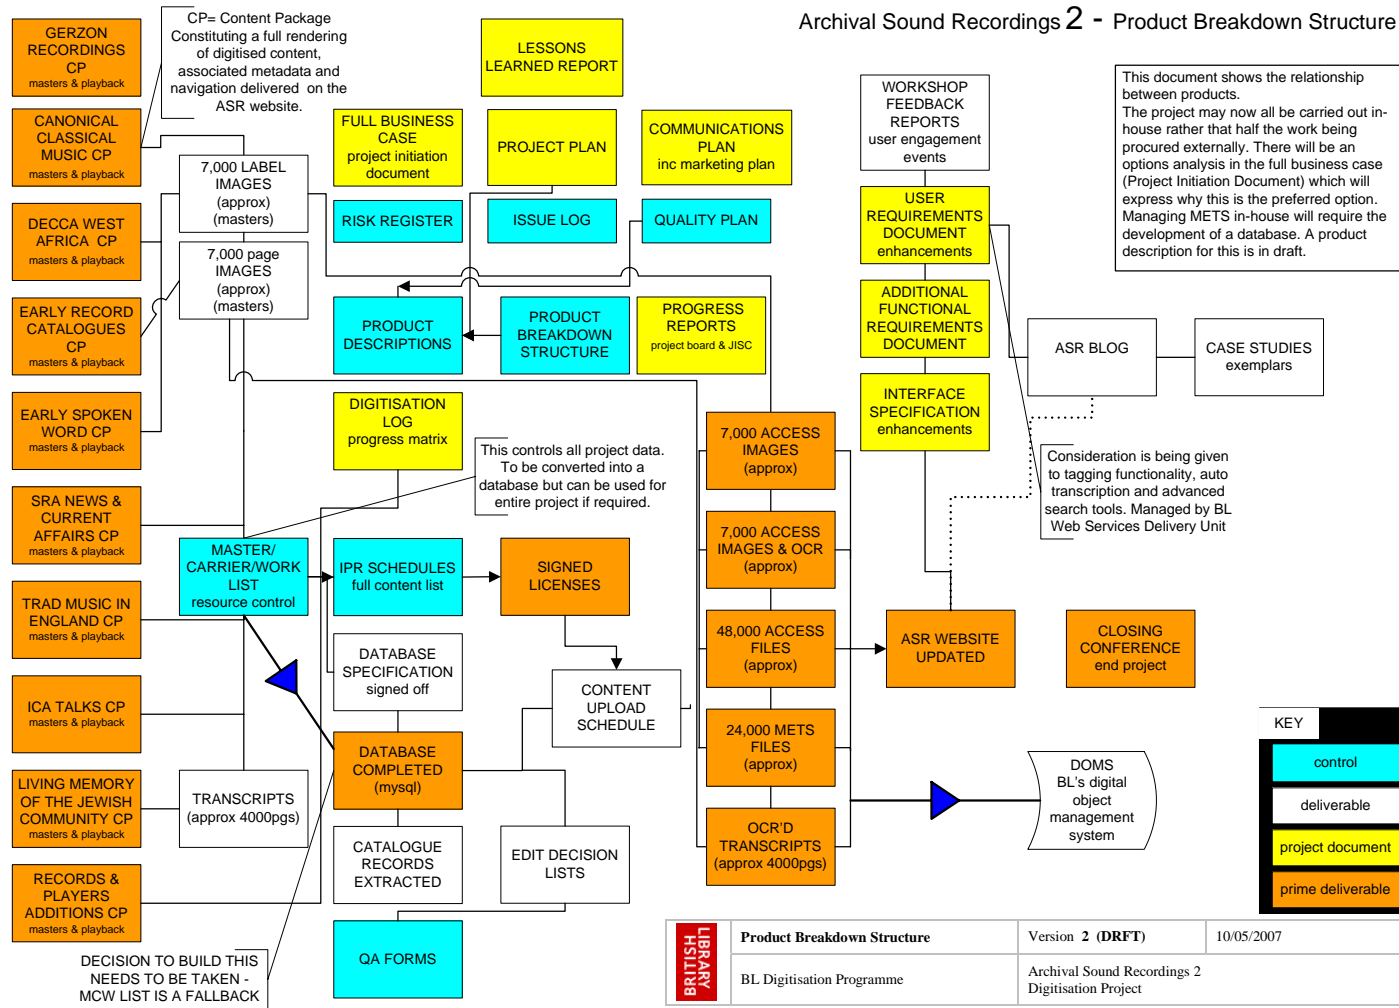 Archival Sound Recordings 2 - Product Breakdown Structure
GERZON
RECORDINGS
CP
masters & playback
CP= Content Package
Constituting a full rendering
of digitised content,
associated metadata and
navigation delivered on the
ASR website.
LESSONS
LEARNED REPORT
This document shows the relationship
between products.
The project may now all be carried out in-
house rather that half the work being
procured externally. There will be an
options analysis in the full business case
(Project Initiation Document) which will
express why this is the preferred option.
Managing METS in-house will require the
development of a database. A product
description for this is in draft.
WORKSHOP
FEEDBACK
REPORTS
user engagement
events
CANONICAL
CLASSICAL
MUSIC CP
masters & playback
7,000 LABEL
IMAGES
(approx)
(masters)
FULL BUSINESS
CASE
project initiation
document
PROJECT PLAN
COMMUNICATIONS
PLAN
inc marketing plan
RISK REGISTER
ISSUE LOG
QUALITY PLAN
USER
REQUIREMENTS
DOCUMENT
enhancements
DECCA WEST
AFRICA CP
masters & playback
7,000 page
IMAGES
(approx)
(masters)
EARLY RECORD
CATALOGUES
CP
masters & playback
PRODUCT
DESCRIPTIONS
PRODUCT
BREAKDOWN
STRUCTURE
PROGRESS
REPORTS
project board & JISC
ADDITIONAL
FUNCTIONAL
REQUIREMENTS
DOCUMENT
ASR BLOG
CASE STUDIES
exemplars
EARLY SPOKEN
WORD CP
masters & playback
DIGITISATION
LOG
progress matrix
This controls all project data.
To be converted into a
database but can be used for
entire project if required.
7,000 ACCESS
IMAGES
(approx)
INTERFACE
SPECIFICATION
enhancements
Consideration is being given
to tagging functionality, auto
transcription and advanced
search tools. Managed by BL
Web Services Delivery Unit
SRA NEWS &
CURRENT
AFFAIRS CP
masters & playback
MASTER/
CARRIER/WORK
LIST
resource control
IPR SCHEDULES
full content list
SIGNED
LICENSES
7,000 ACCESS
IMAGES & OCR
(approx)
TRAD MUSIC IN
ENGLAND CP
masters & playback
DATABASE
SPECIFICATION
signed off
CONTENT
UPLOAD
SCHEDULE
48,000 ACCESS
FILES
(approx)
ASR WEBSITE
UPDATED
CLOSING
CONFERENCE
end project
ICA TALKS CP
masters & playback
DATABASE
COMPLETED
(mysql)
24,000 METS
FILES
(approx)
DOMS
BL's digital
object
management
system
KEY
control
deliverable
project document
prime deliverable
LIVING MEMORY
OF THE JEWISH
COMMUNITY CP
masters & playback
TRANSCRIPTS
(approx 4000pgs)
CATALOGUE
RECORDS
EXTRACTED
EDIT DECISION
LISTS
OCR'D
TRANSCRIPTS
(approx 4000pgs)
RECORDS &
PLAYERS
ADDITIONS CP
masters & playback
QA FORMS
DECISION TO BUILD THIS
NEEDS TO BE TAKEN -
MCW LIST IS A FALLBACK
BRITISH
LIBRARY
Product Breakdown Structure
Version 2 (DRFT)
10/05/2007
BL Digitisation Programme
Archival Sound Recordings 2
Digitisation Project